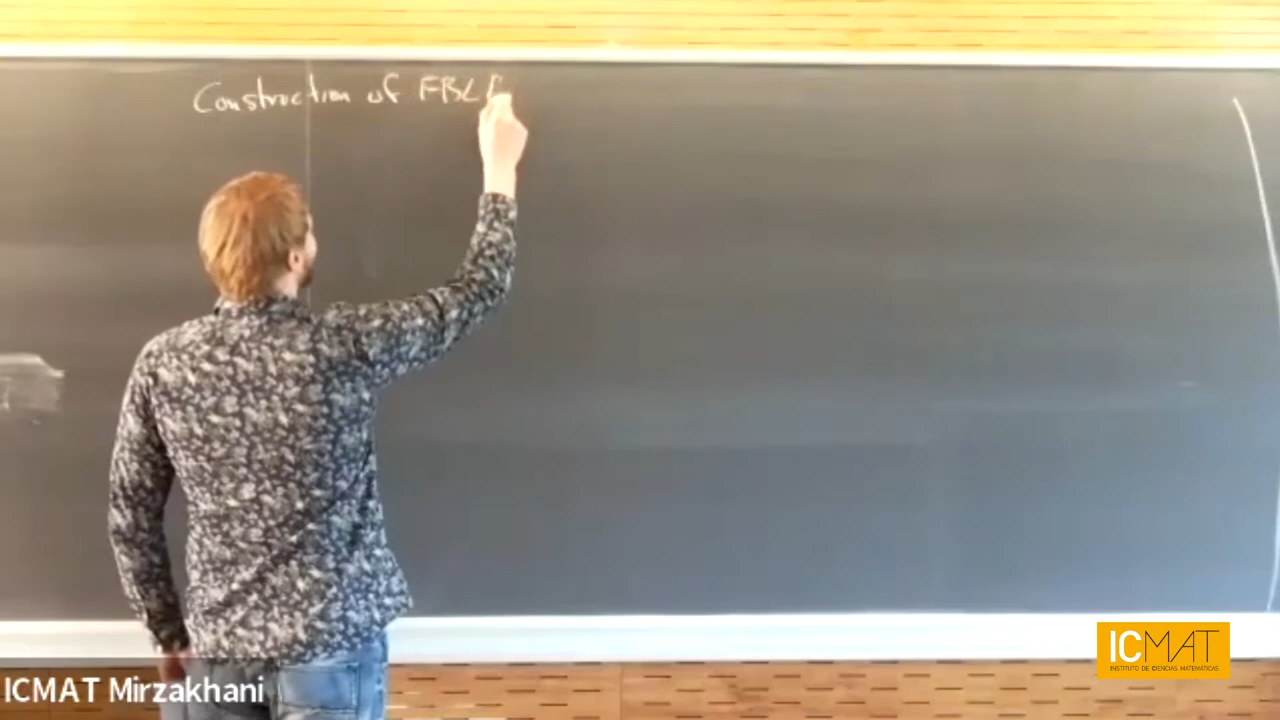 Construction of FBL
ICMAT
INSTITUTO DE CIENCIAS MATEMÁTICAS
ICMAT Mirzakhani